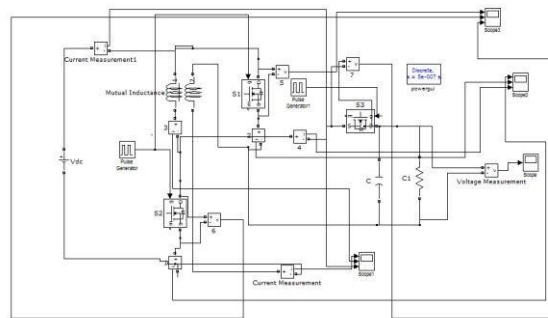 Scope3
Current Measurement1
5
7
Discrete,
s = 5e-007 s
powergui
Scope2
S1
Mutual Inductance
Pulse
Generator1
S3
3
2
4
Vdc
Pulse
Generator
C
C1
Voltage Measurement
Scope
S2
6
Scope1
Current Measurement